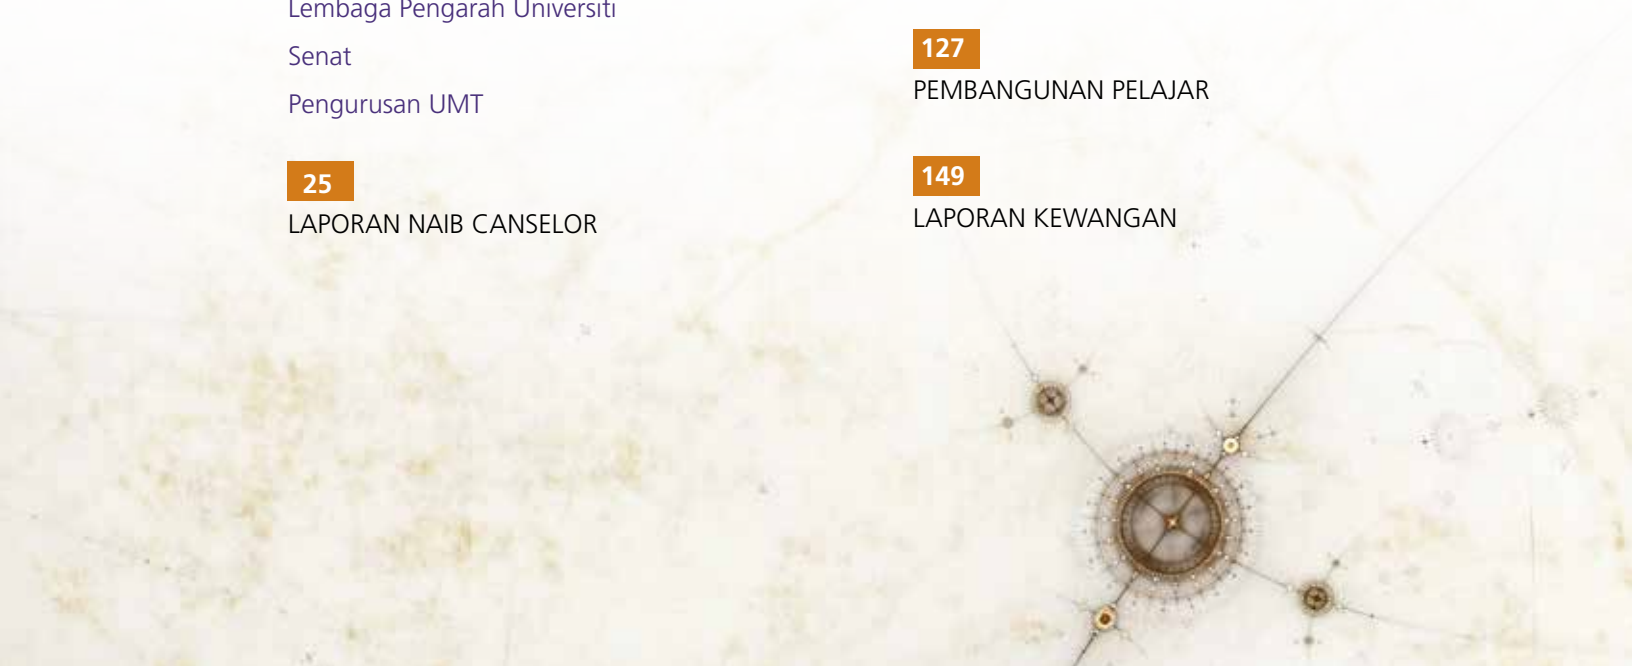 Lembaga Pengarah Universiti
Senat
Pengurusan UMT
25
LAPORAN NAIB CANSELOR
127
PEMBANGUNAN PELAJAR
149
LAPORAN KEWANGAN